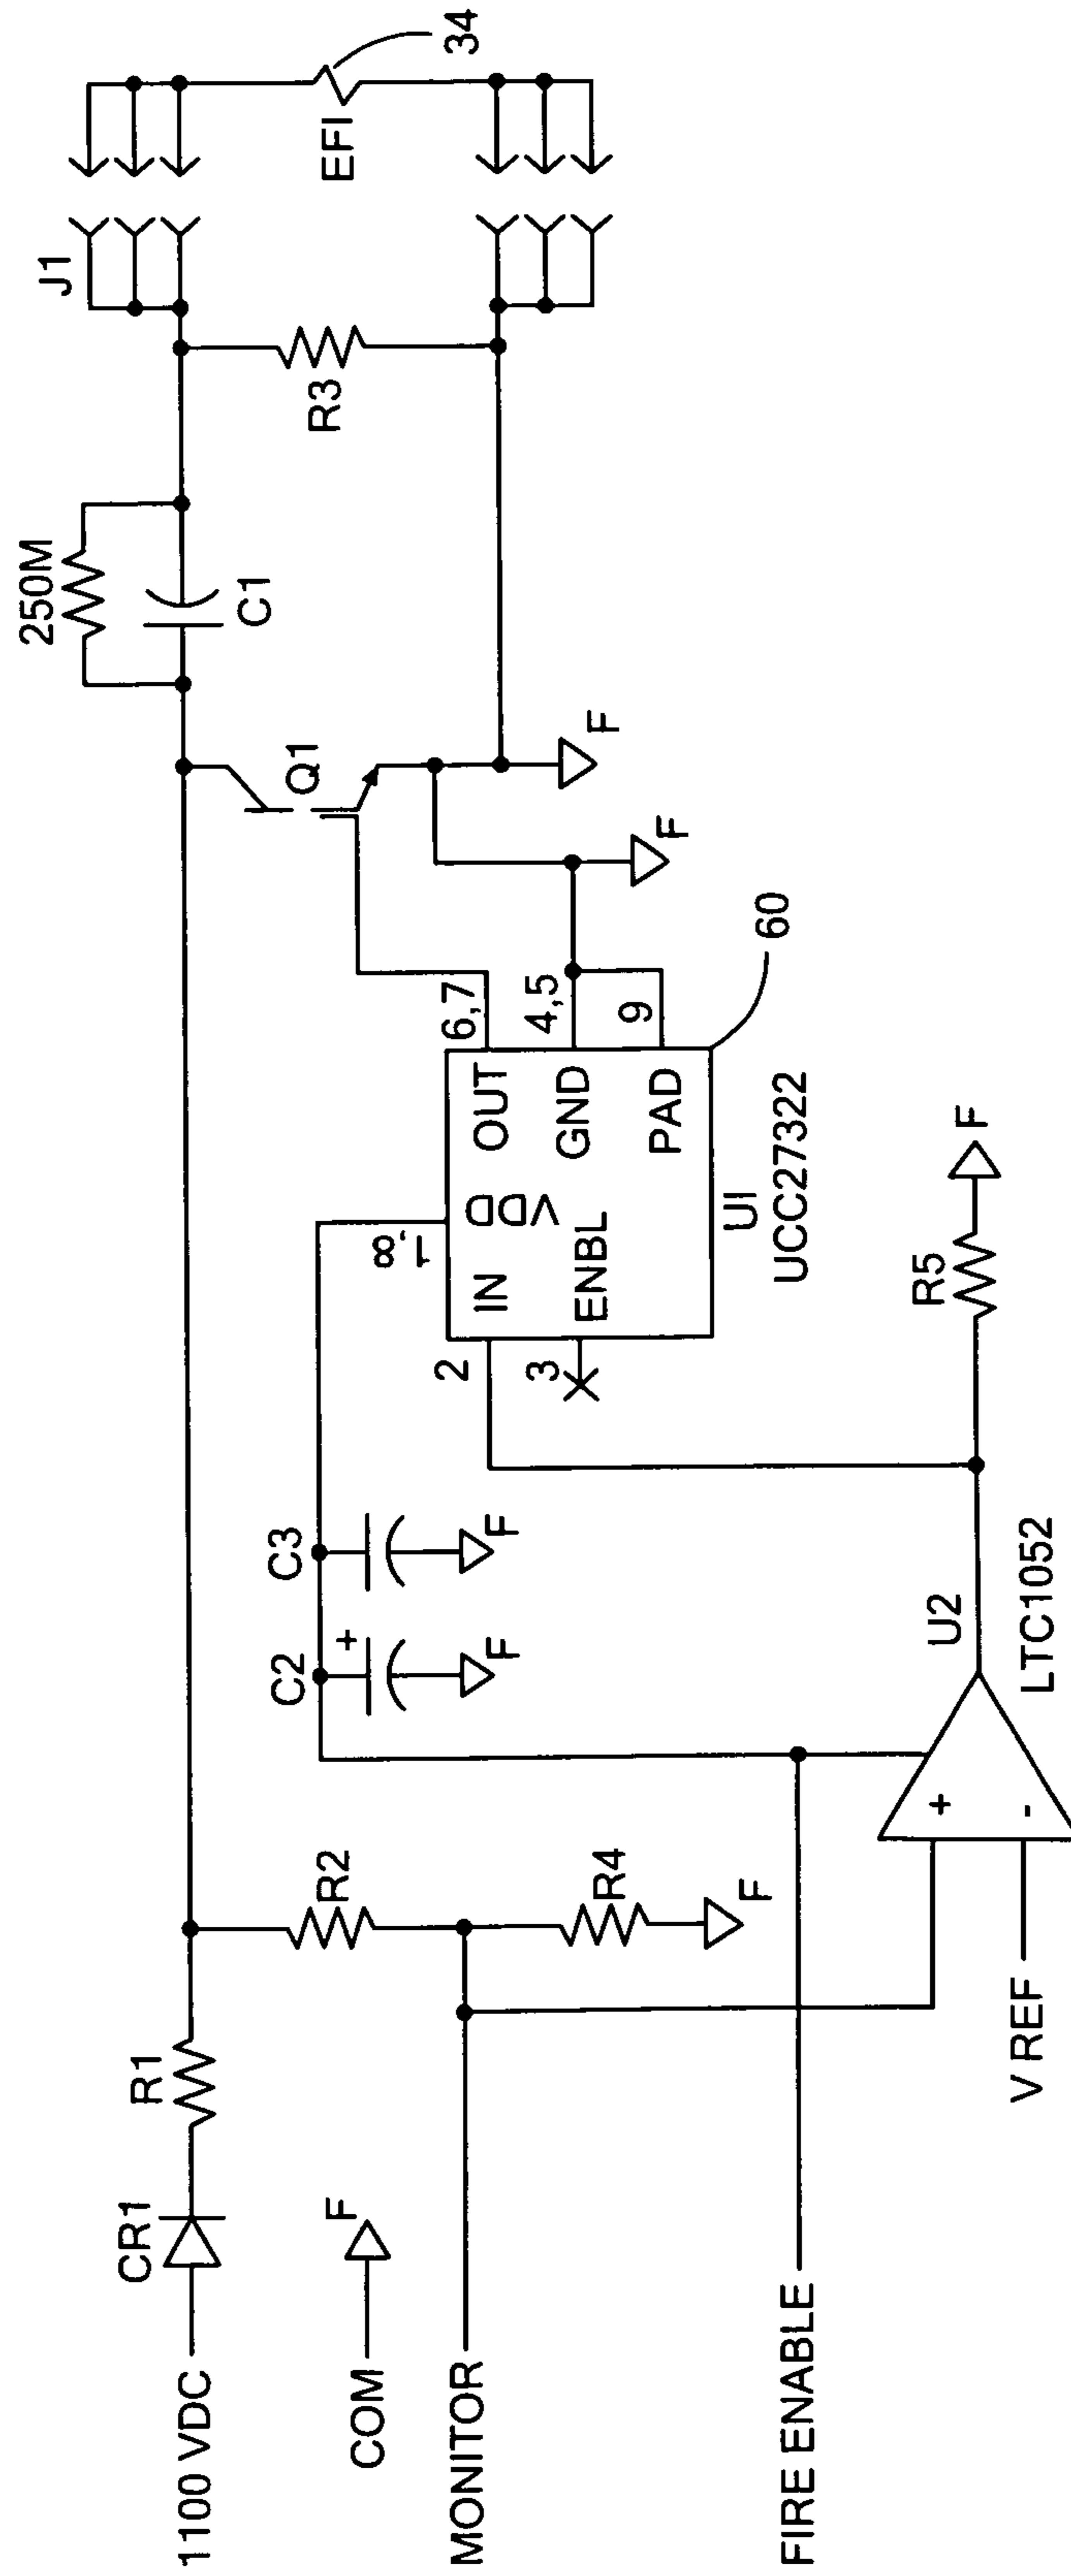 250M
C1
J1
34
EFI
R3
Q1
F
F
60
6,7
4,5
9
OUT
GND
PAD
VDD
1,8
IN
ENBL
2
3
UI
UCC27322
R5
F
C3
F
C2
+
F
U2
LTC1052
+
-
R2
R4
F
V REF
R1
CR1
1100 VDC
COM
F
MONITOR
FIRE ENABLE